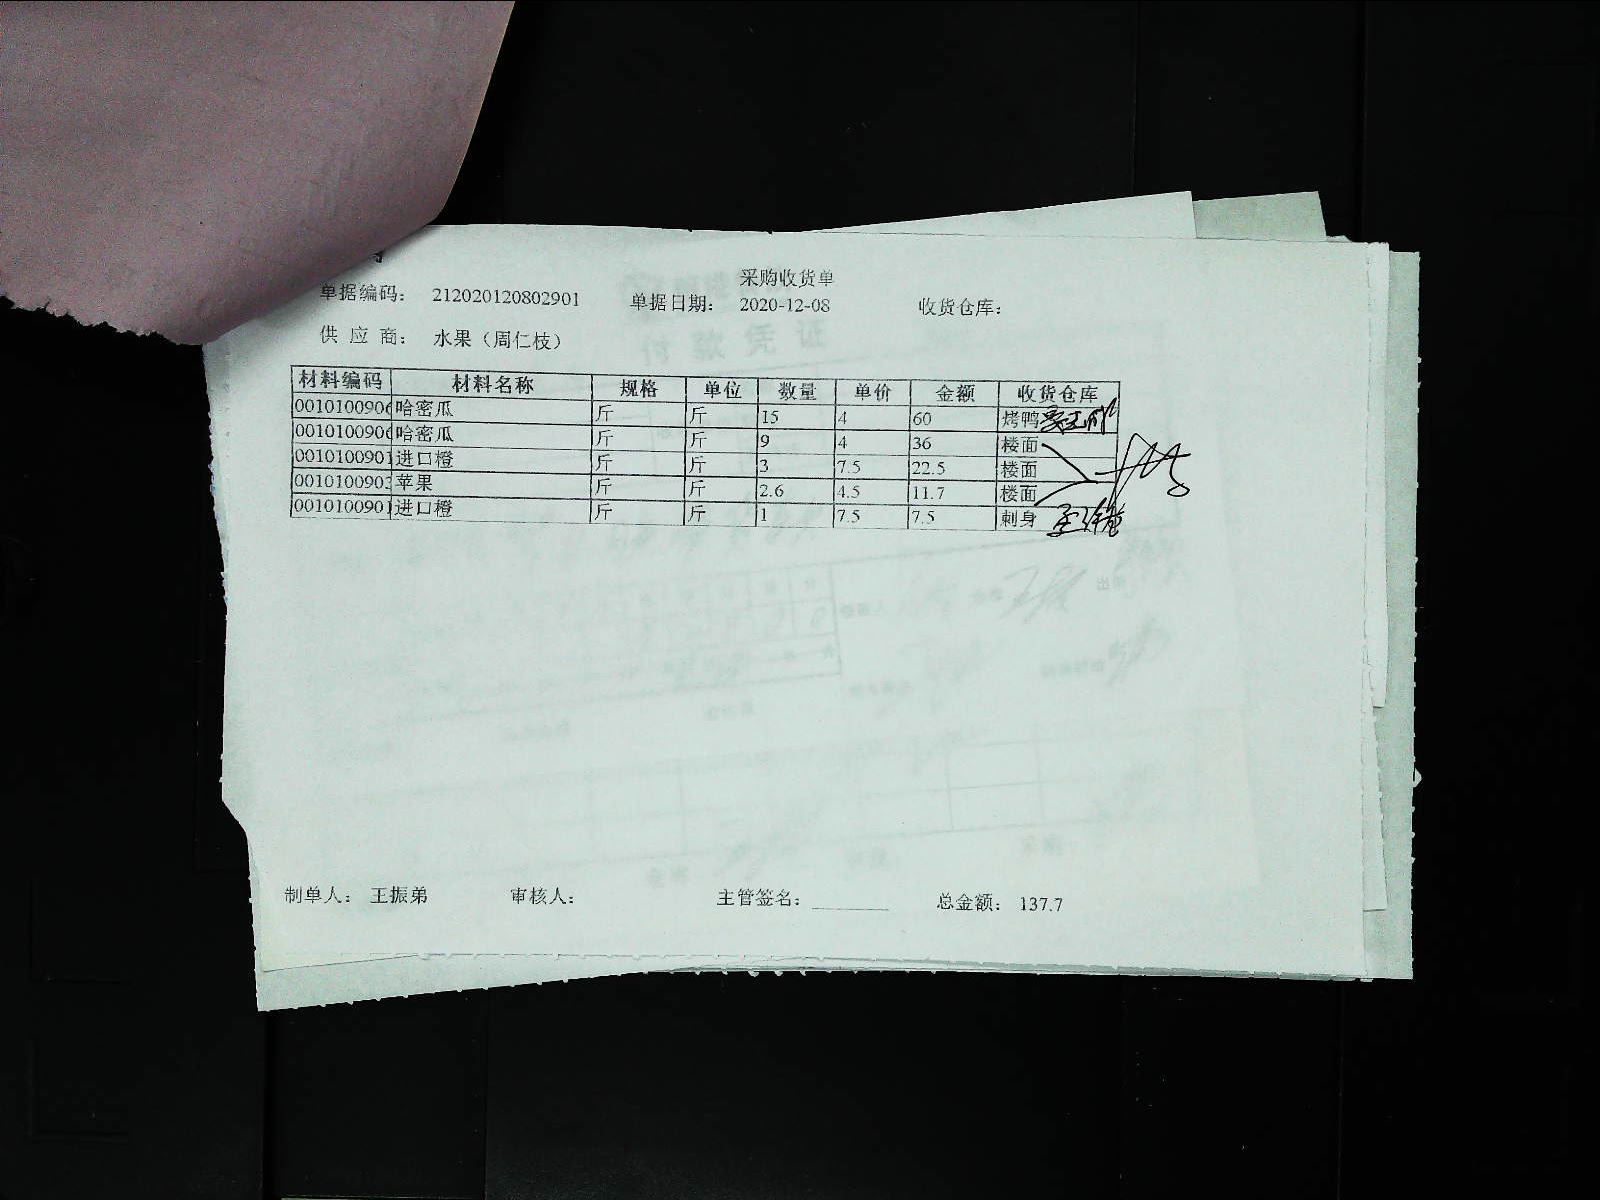 采购收货单
单据编码： 212020120802901 单据日期： 2020-12-08 收货仓库：
供 应 商： 水果（周仁枝）
材料编码 材料名称 规格 单位 数量 单价 金额 收货仓库
0010100906 哈密瓜 斤 斤 15 4 60 烤鸭
0010100906 哈密瓜 斤 斤 9 4 36 楼面
0010100901 进口橙 斤 斤 3 7.5 22.5 楼面
0010100903 苹果 斤 斤 2.6 4.5 11.7 楼面
0010100901 进口橙 斤 斤 1 7.5 7.5 刺身
付款凭证
制单人： 王振弟 审核人： 主管签名： 总金额： 137.7